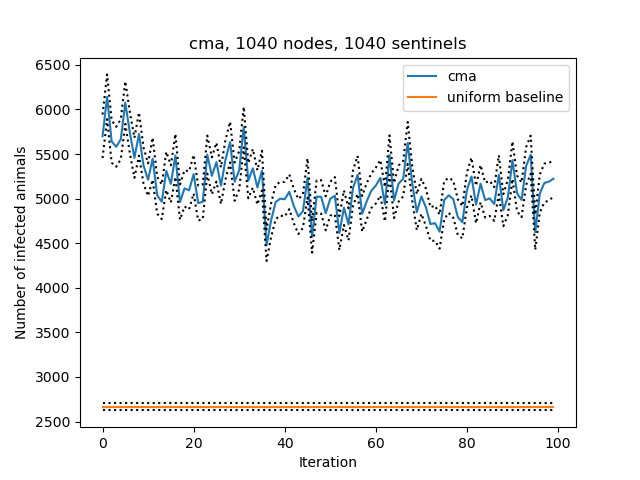 cma, 1040 nodes, 1040 sentinels
cma
uniform baseline
Number of infected animals
6500
6000
5500
5000
4500
4000
3500
3000
2500
0 20 40 60 80 100
Iteration